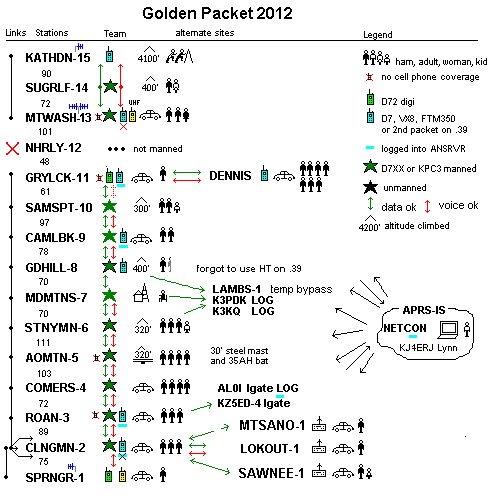 Golden Packet 2012
Links Stations Team alternate sites Legend
KATHDN-15 4100'
ham, adult, woman, kid
90
no cell phone coverage
SUGRLF-14 400'
72
UHF
D72 digi
MTWASH-13
D7, VX8, FTM350
or 2nd packet on .39
101
NHRLY-12 not manned
logged into ANSRVR
48
D7XX or KPC3 manned
GRYLCK-11 DENNIS
unmanned
61
data ok voice ok
SAMSPT-10 300'
4200' altitude climbed
97
CAMLBK-9
78
GDHILL-8 400' forgot to use HT on .39
70
LAMBS-1 temp bypass
MDMTNS-7 K3PDK LOG
70
K3KQ LOG
APRS-IS
STNYMN-6 320'
NETCON
111
KJ4ERJ Lynn
AOMTN-5 320'
30' steel mast
and 35AH bat
103
COMERS-4 AL0I Igate LOG
72
KZ5ED-4 Igate
ROAN-3
89
MTSANO-1
CLNGMN-2 LOKOUT-1
75
SPRNGR-1 SAWNEE-1